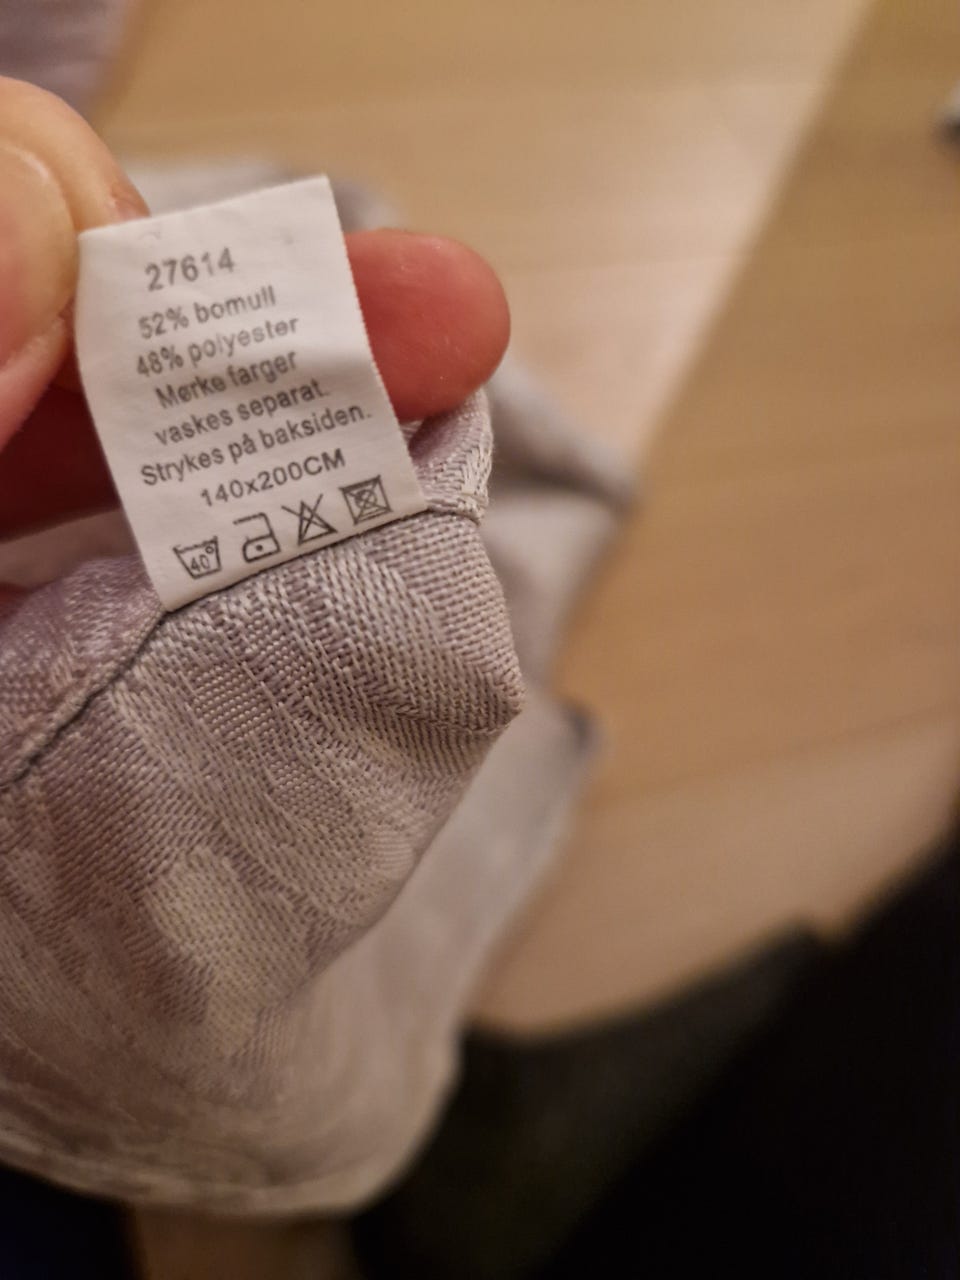 27614
52% bomull
48% polyester
Mørke farger
vaskes separat.
Strykes på baksiden.
140x200CM
40°